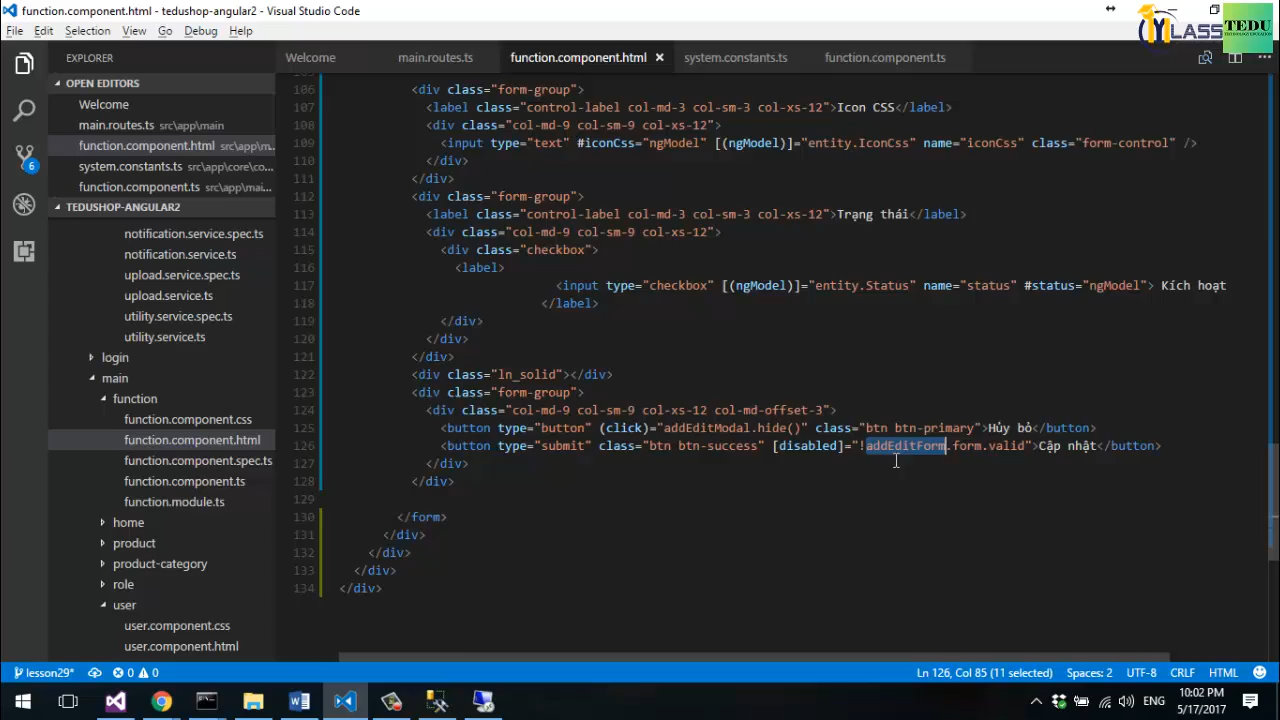 function.component.html - tedushop-angular2 - Visual Studio Code
File Edit Selection View Go Debug Help
CLASS TEDU
EXPLORER
Welcome main.routes.ts function.component.html × system.constants.ts function.component.ts
OPEN EDITORS
Welcome
main.routes.ts src\app\main
function.component.html src\app\m...
system.constants.ts src\app\core\co...
function.component.ts src\app\mai...
TEDUSHOP-ANGULAR2
notification.service.spec.ts
notification.service.ts
upload.service.spec.ts
upload.service.ts
utility.service.spec.ts
utility.service.ts
login
main
function
function.component.css
function.component.html
function.component.spec.ts
function.component.ts
function.module.ts
home
product
product-category
role
user
user.component.css
user.component.html
106 <div class="form-group">
107 <label class="control-label col-md-3 col-sm-3 col-xs-12">Icon CSS</label>
108 <div class="col-md-9 col-sm-9 col-xs-12">
109 <input type="text" #iconCss="ngModel" [(ngModel)]="entity.IconCss" name="iconCss" class="form-control" />
110 </div>
111 </div>
112 <div class="form-group">
113 <label class="control-label col-md-3 col-sm-3 col-xs-12">Trạng thái</label>
114 <div class="col-md-9 col-sm-9 col-xs-12">
115 <div class="checkbox">
116 <label>
117 <input type="checkbox" [(ngModel)]="entity.Status" name="status" #status="ngModel"> Kích hoạt
118 </label>
119 </div>
120 </div>
121 </div>
122 <div class="ln_solid"></div>
123 <div class="form-group">
124 <div class="col-md-9 col-sm-9 col-xs-12 col-md-offset-3">
125 <button type="button" (click)="addEditModal.hide()" class="btn btn-primary">Hủy bỏ</button>
126 <button type="submit" class="btn btn-success" [disabled]="!addEditForm.form.valid">Cập nhật</button>
127 </div>
128 </div>
129
130 </form>
131 </div>
132 </div>
133 </div>
134 </div>
6
lesson29* 0 0 Ln 126, Col 85 (11 selected) Spaces: 2 UTF-8 CRLF HTML
ENG 10:02 PM
5/17/2017